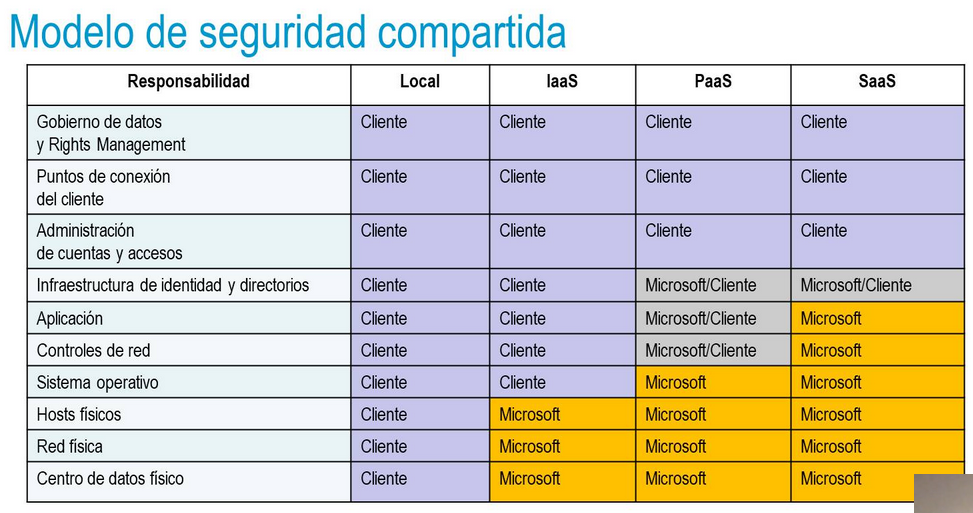 Modelo de seguridad compartida
Responsabilidad Local IaaS PaaS SaaS
Gobierno de datos Cliente Cliente Cliente Cliente
y Rights Management
Puntos de conexión Cliente Cliente Cliente Cliente
del cliente
Administración Cliente Cliente Cliente Cliente
de cuentas y accesos
Infraestructura de identidad y directorios Cliente Cliente Microsoft/Cliente Microsoft/Cliente
Aplicación Cliente Cliente Microsoft/Cliente Microsoft
Controles de red Cliente Cliente Microsoft/Cliente Microsoft
Sistema operativo Cliente Cliente Microsoft Microsoft
Hosts físicos Cliente Microsoft Microsoft Microsoft
Red física Cliente Microsoft Microsoft Microsoft
Centro de datos físico Cliente Microsoft Microsoft Microsoft